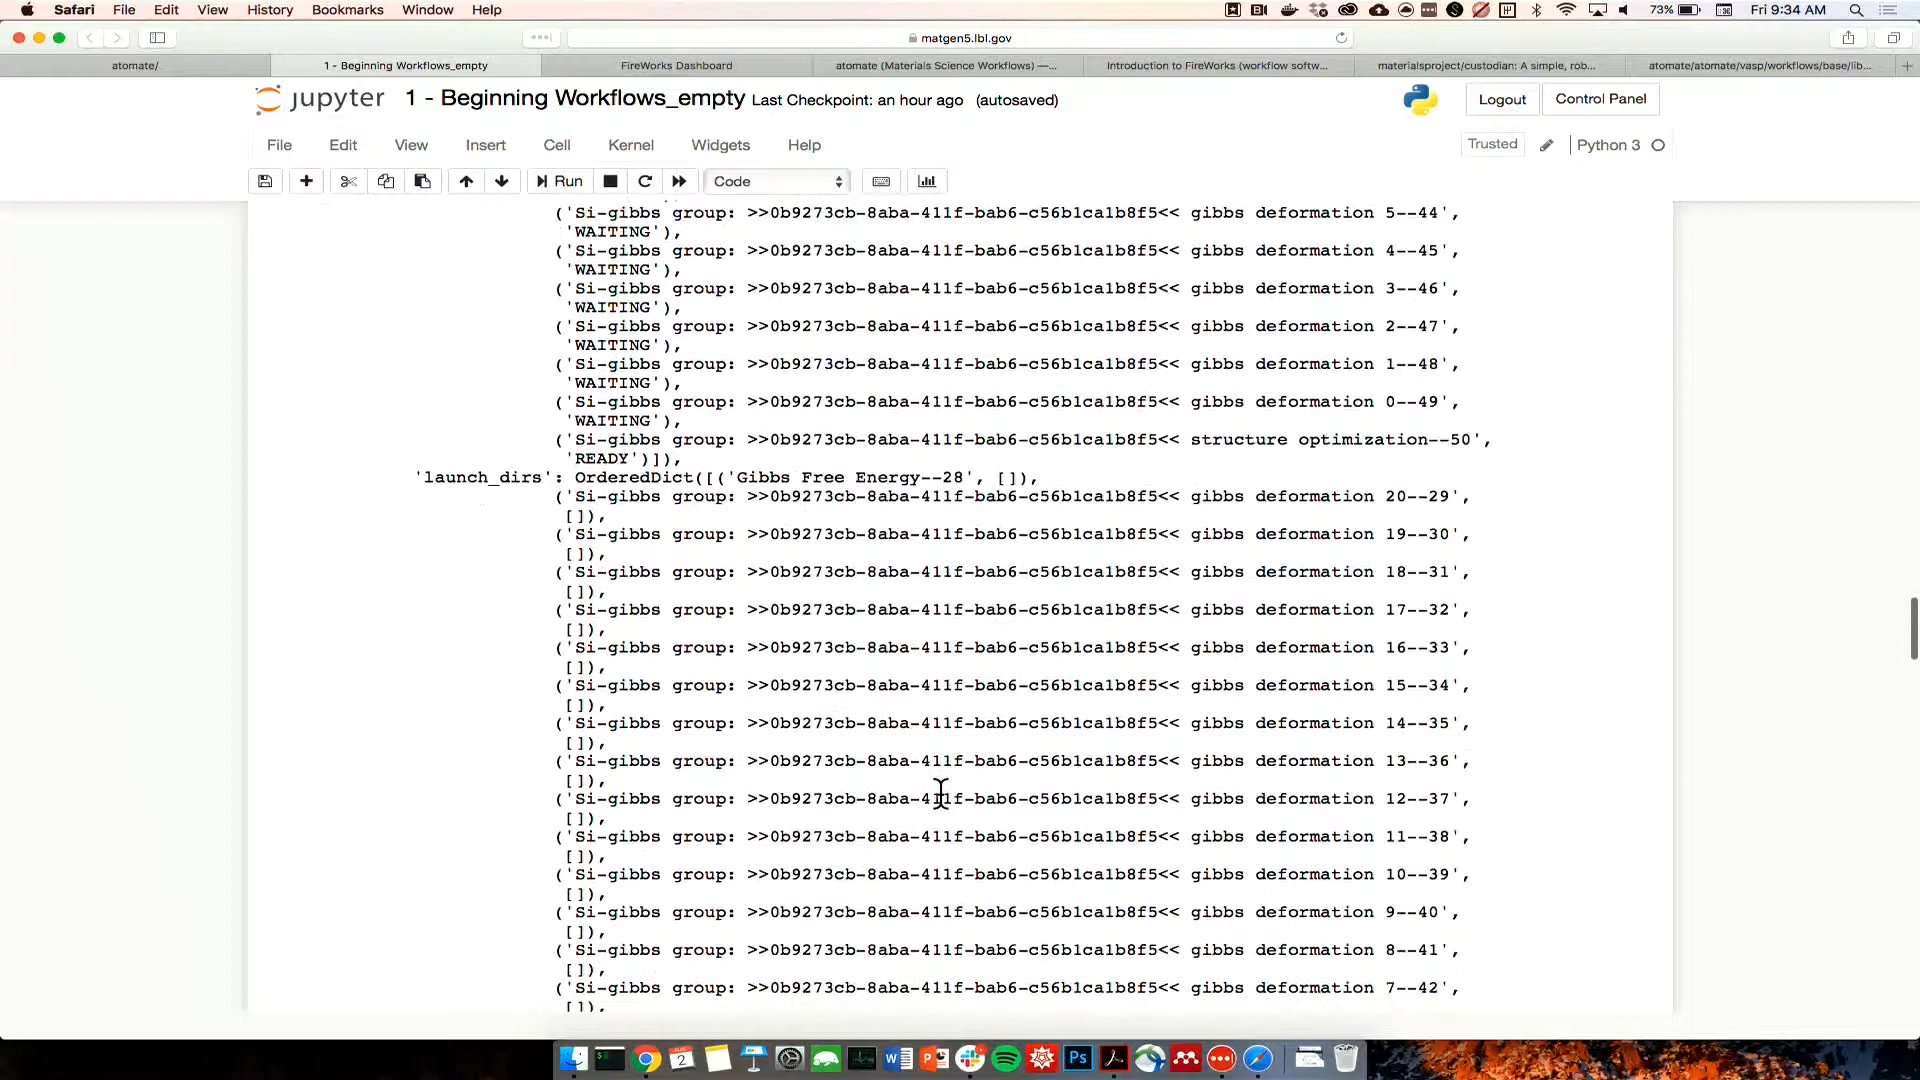 Safari File Edit View History Bookmarks Window Help 73% Fri 9:34 AM
matgen5.lbl.gov
atomate/ 1 - Beginning Workflows_empty FireWorks Dashboard atomate (Materials Science Workflows) —... Introduction to FireWorks (workflow softw... materialsproject/custodian: A simple, rob... atomate/atomate/vasp/workflows/base/lib...
jupyter 1 - Beginning Workflows_empty Last Checkpoint: an hour ago (autosaved) Logout Control Panel
File Edit View Insert Cell Kernel Widgets Help Trusted Python 3
Run Code
('Si-gibbs group: >>0b9273cb-8aba-411f-bab6-c56b1ca1b8f5<< gibbs deformation 5--44',
'WAITING'),
('Si-gibbs group: >>0b9273cb-8aba-411f-bab6-c56b1ca1b8f5<< gibbs deformation 4--45',
'WAITING'),
('Si-gibbs group: >>0b9273cb-8aba-411f-bab6-c56b1ca1b8f5<< gibbs deformation 3--46',
'WAITING'),
('Si-gibbs group: >>0b9273cb-8aba-411f-bab6-c56b1ca1b8f5<< gibbs deformation 2--47',
'WAITING'),
('Si-gibbs group: >>0b9273cb-8aba-411f-bab6-c56b1ca1b8f5<< gibbs deformation 1--48',
'WAITING'),
('Si-gibbs group: >>0b9273cb-8aba-411f-bab6-c56b1ca1b8f5<< gibbs deformation 0--49',
'WAITING'),
('Si-gibbs group: >>0b9273cb-8aba-411f-bab6-c56b1ca1b8f5<< structure optimization--50',
'READY')]),
'launch_dirs': OrderedDict([('Gibbs Free Energy--28', []),
('Si-gibbs group: >>0b9273cb-8aba-411f-bab6-c56b1ca1b8f5<< gibbs deformation 20--29',
[]),
('Si-gibbs group: >>0b9273cb-8aba-411f-bab6-c56b1ca1b8f5<< gibbs deformation 19--30',
[]),
('Si-gibbs group: >>0b9273cb-8aba-411f-bab6-c56b1ca1b8f5<< gibbs deformation 18--31',
[]),
('Si-gibbs group: >>0b9273cb-8aba-411f-bab6-c56b1ca1b8f5<< gibbs deformation 17--32',
[]),
('Si-gibbs group: >>0b9273cb-8aba-411f-bab6-c56b1ca1b8f5<< gibbs deformation 16--33',
[]),
('Si-gibbs group: >>0b9273cb-8aba-411f-bab6-c56b1ca1b8f5<< gibbs deformation 15--34',
[]),
('Si-gibbs group: >>0b9273cb-8aba-411f-bab6-c56b1ca1b8f5<< gibbs deformation 14--35',
[]),
('Si-gibbs group: >>0b9273cb-8aba-411f-bab6-c56b1ca1b8f5<< gibbs deformation 13--36',
[]),
('Si-gibbs group: >>0b9273cb-8aba-411f-bab6-c56b1ca1b8f5<< gibbs deformation 12--37',
[]),
('Si-gibbs group: >>0b9273cb-8aba-411f-bab6-c56b1ca1b8f5<< gibbs deformation 11--38',
[]),
('Si-gibbs group: >>0b9273cb-8aba-411f-bab6-c56b1ca1b8f5<< gibbs deformation 10--39',
[]),
('Si-gibbs group: >>0b9273cb-8aba-411f-bab6-c56b1ca1b8f5<< gibbs deformation 9--40',
[]),
('Si-gibbs group: >>0b9273cb-8aba-411f-bab6-c56b1ca1b8f5<< gibbs deformation 8--41',
[]),
('Si-gibbs group: >>0b9273cb-8aba-411f-bab6-c56b1ca1b8f5<< gibbs deformation 7--42',
[]),